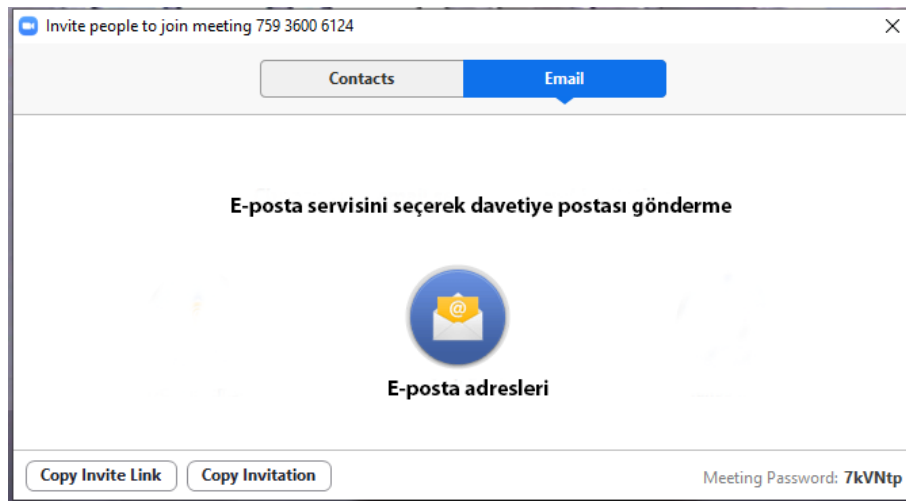 Invite people to join meeting 759 3600 6124
Contacts
Email
E-posta servisini seçerek davetiye postası gönderme
@
E-posta adresleri
Copy Invite Link
Copy Invitation
Meeting Password: 7kVNtp